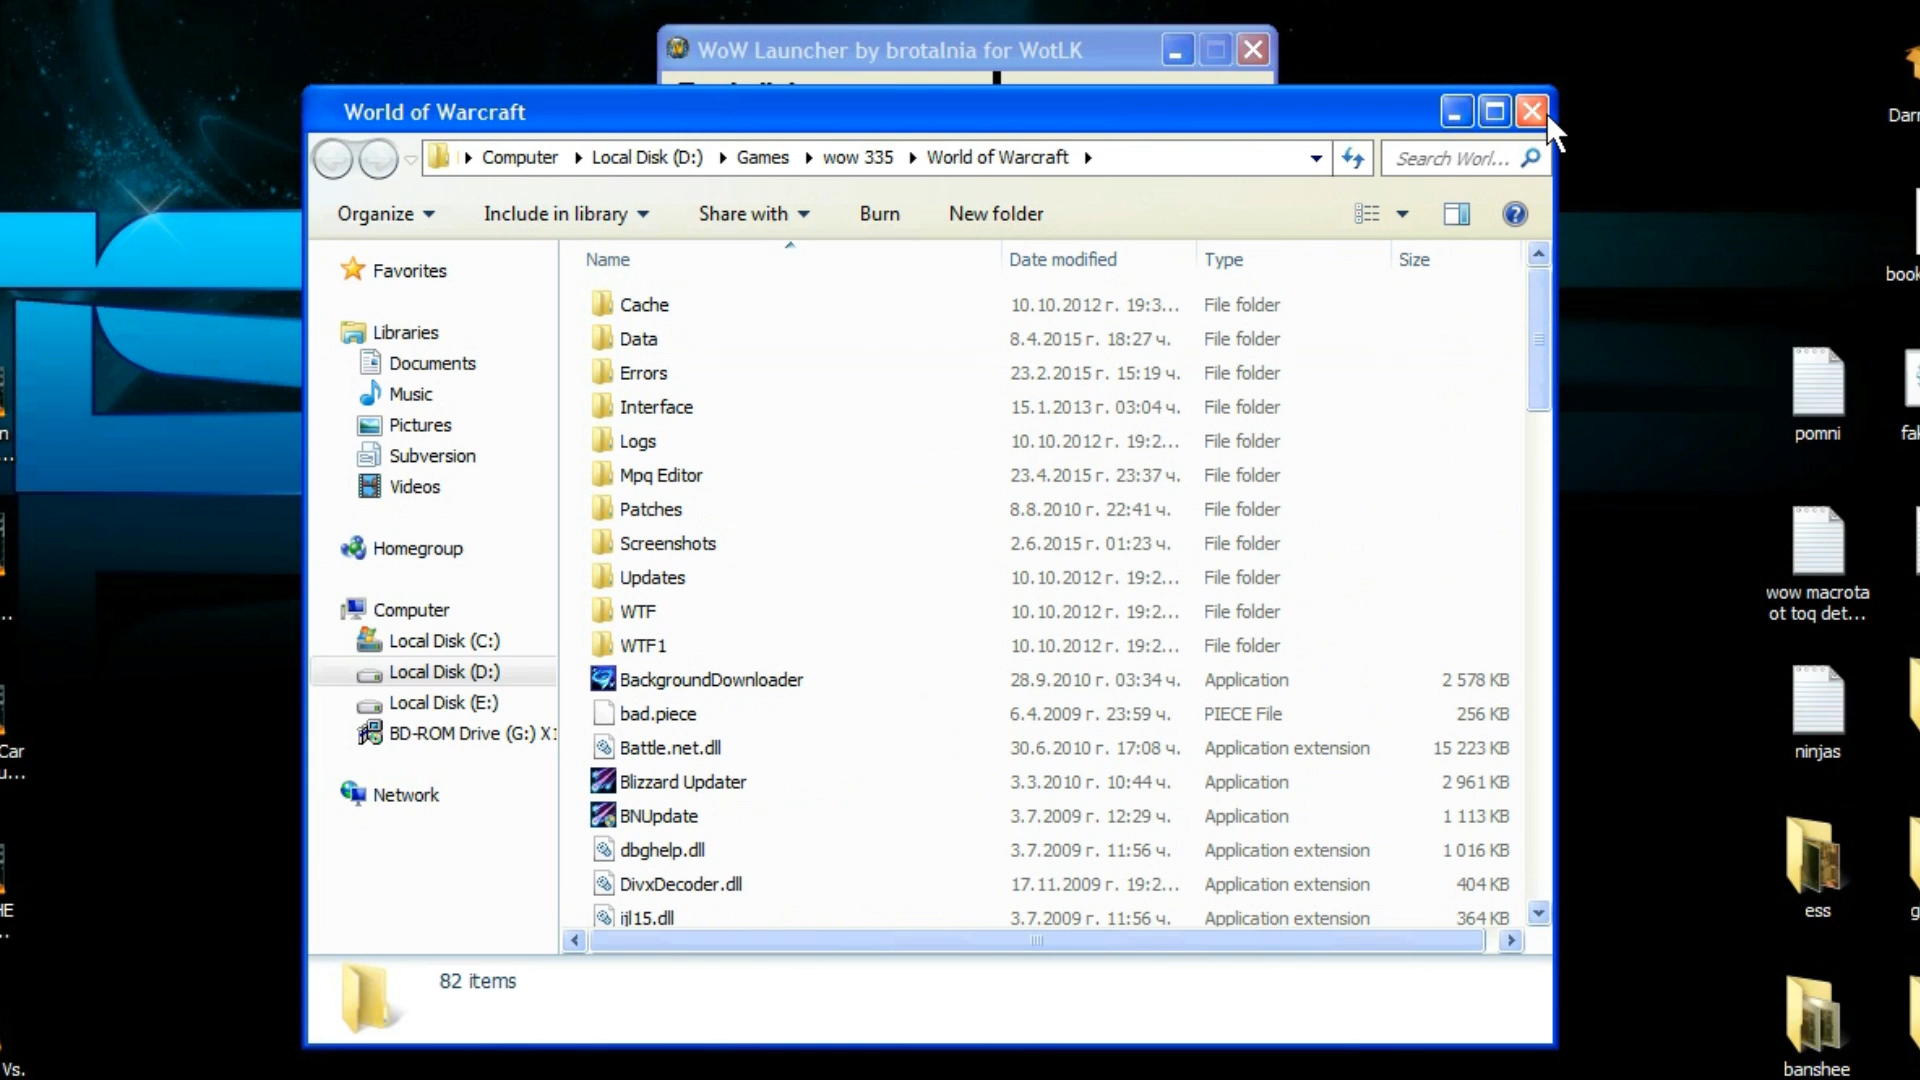 WoW Launcher by brotalnia for WotLK
World of Warcraft
Computer Local Disk (D:) Games wow 335 World of Warcraft
Search Worl...
Organize Include in library Share with Burn New folder
Favorites
Libraries
Documents
Music
Pictures
Subversion
Videos
Homegroup
Computer
Local Disk (C:)
Local Disk (D:)
Local Disk (E:)
BD-ROM Drive (G:) X1
Network
Name Date modified Type Size
Cache 10.10.2012 г. 19:3... File folder
Data 8.4.2015 г. 18:27 ч. File folder
Errors 23.2.2015 г. 15:19 ч. File folder
Interface 15.1.2013 г. 03:04 ч. File folder
Logs 10.10.2012 г. 19:2... File folder
Mpq Editor 23.4.2015 г. 23:37 ч. File folder
Patches 8.8.2010 г. 22:41 ч. File folder
Screenshots 2.6.2015 г. 01:23 ч. File folder
Updates 10.10.2012 г. 19:2... File folder
WTF 10.10.2012 г. 19:2... File folder
WTF1 10.10.2012 г. 19:2... File folder
BackgroundDownloader 28.9.2010 г. 03:34 ч. Application 2 578 KB
bad.piece 6.4.2009 г. 23:59 ч. PIECE File 256 KB
Battle.net.dll 30.6.2010 г. 17:08 ч. Application extension 15 223 KB
Blizzard Updater 3.3.2010 г. 10:44 ч. Application 2 961 KB
BNUpdate 3.7.2009 г. 12:29 ч. Application 1 113 KB
dbghelp.dll 3.7.2009 г. 11:56 ч. Application extension 1 016 KB
DivxDecoder.dll 17.11.2009 г. 19:2... Application extension 404 KB
ijl15.dll 3.7.2009 г. 11:56 ч. Application extension 364 KB
82 items
pomni
wow macrota
ot toq det...
ninjas
ess
banshee
Car
Vs.